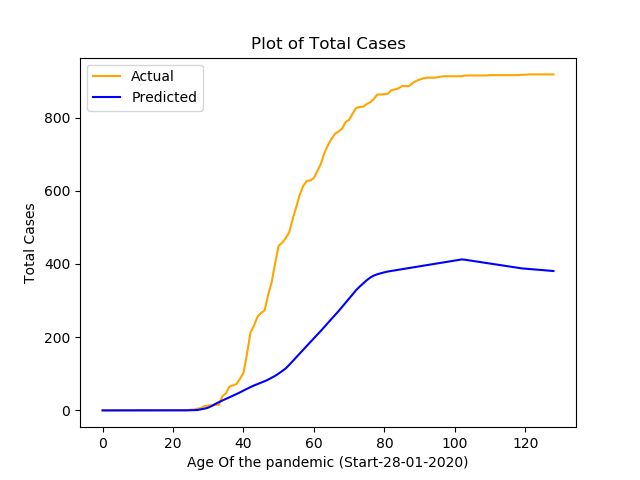 Plot of Total Cases
Actual
Predicted
Total Cases
800
600
400
200
0
0 20 40 60 80 100 120
Age Of the pandemic (Start-28-01-2020)